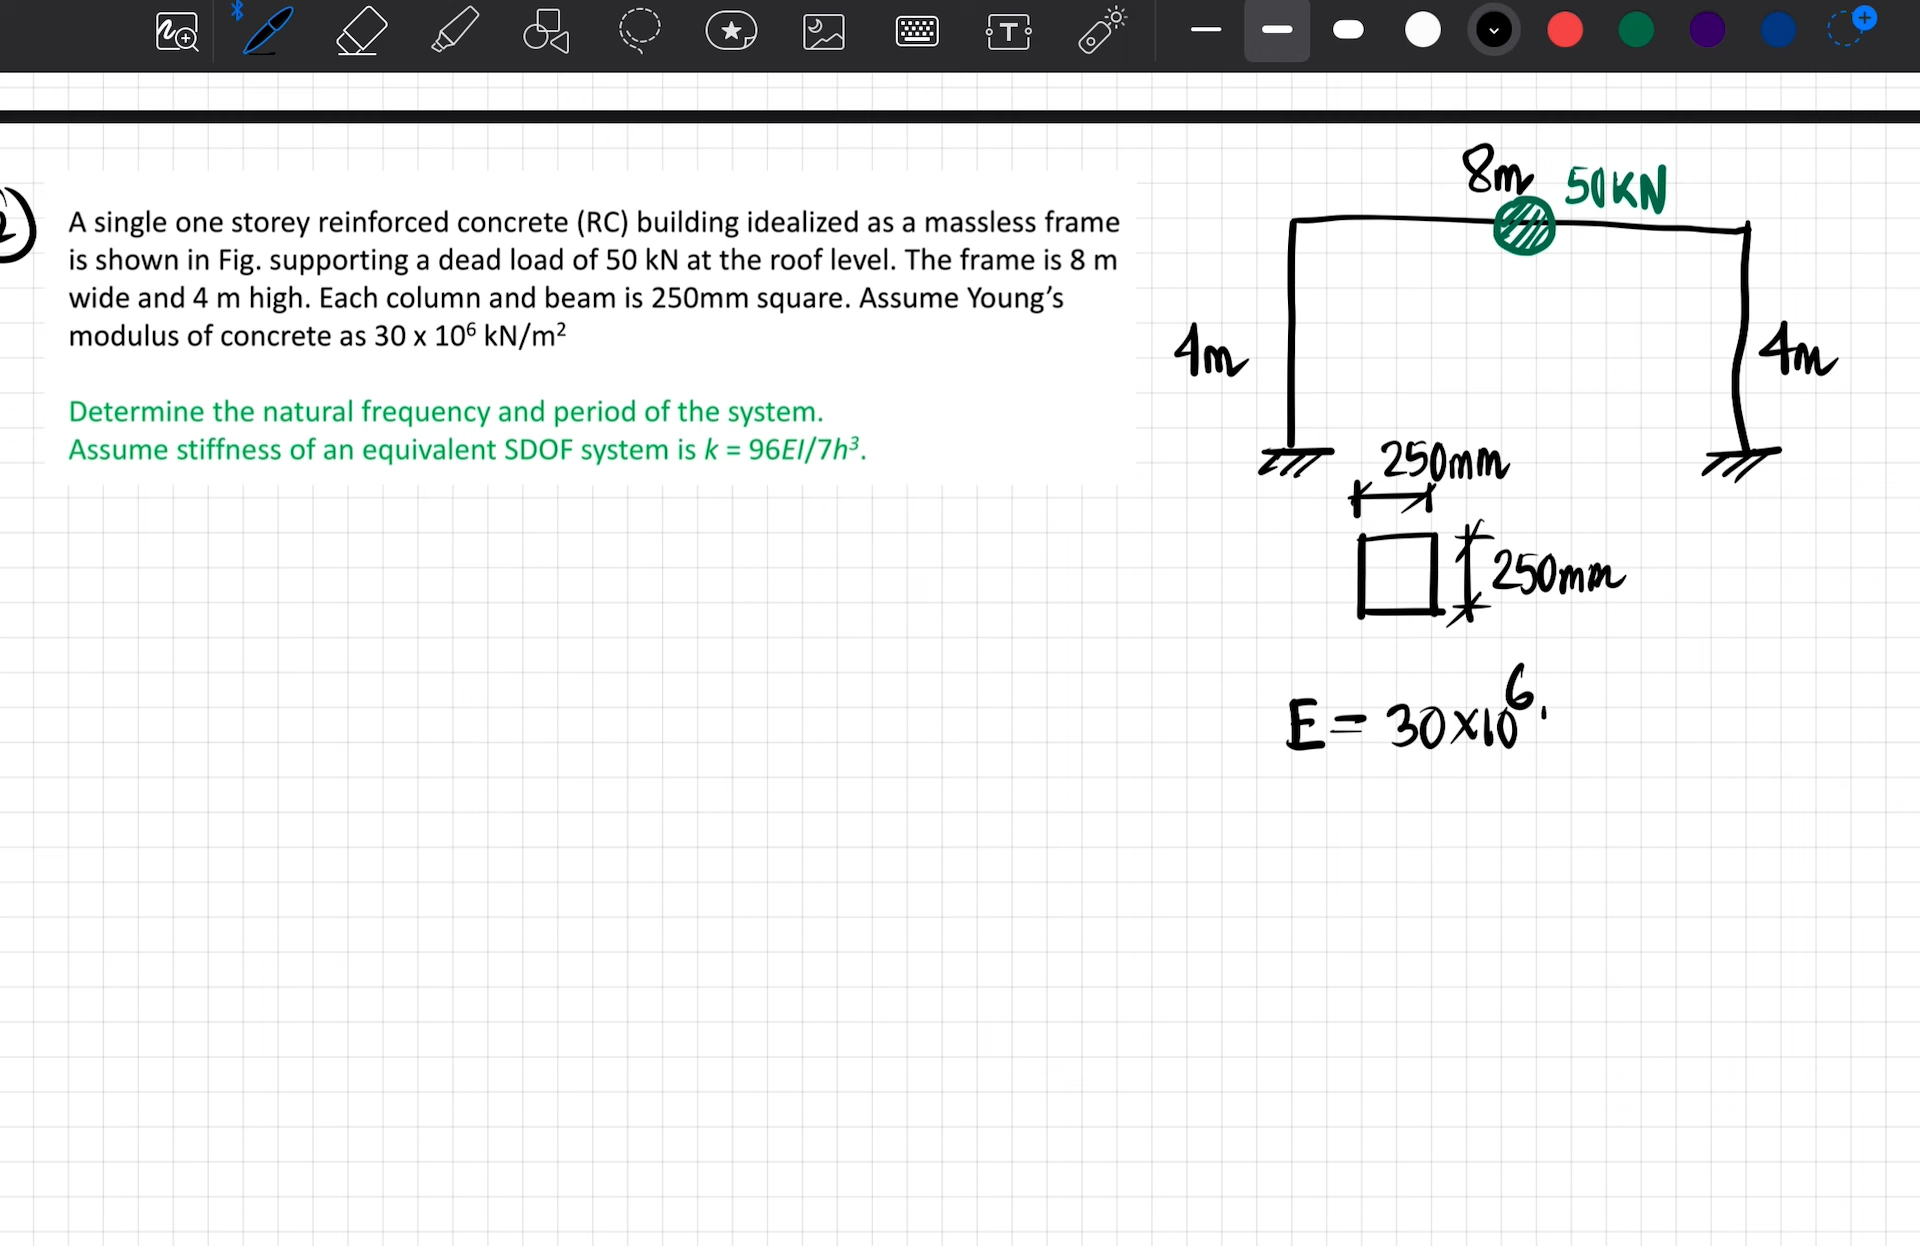 A single one storey reinforced concrete (RC) building idealized as a massless frame
is shown in Fig. supporting a dead load of 50 kN at the roof level. The frame is 8 m
wide and 4 m high. Each column and beam is 250mm square. Assume Young’s
modulus of concrete as 30 x 10⁶ kN/m²
Determine the natural frequency and period of the system.
Assume stiffness of an equivalent SDOF system is k = 96EI/7h³.
8m 50KN
4m
4m
250mm
250mm
E = 30×10⁶